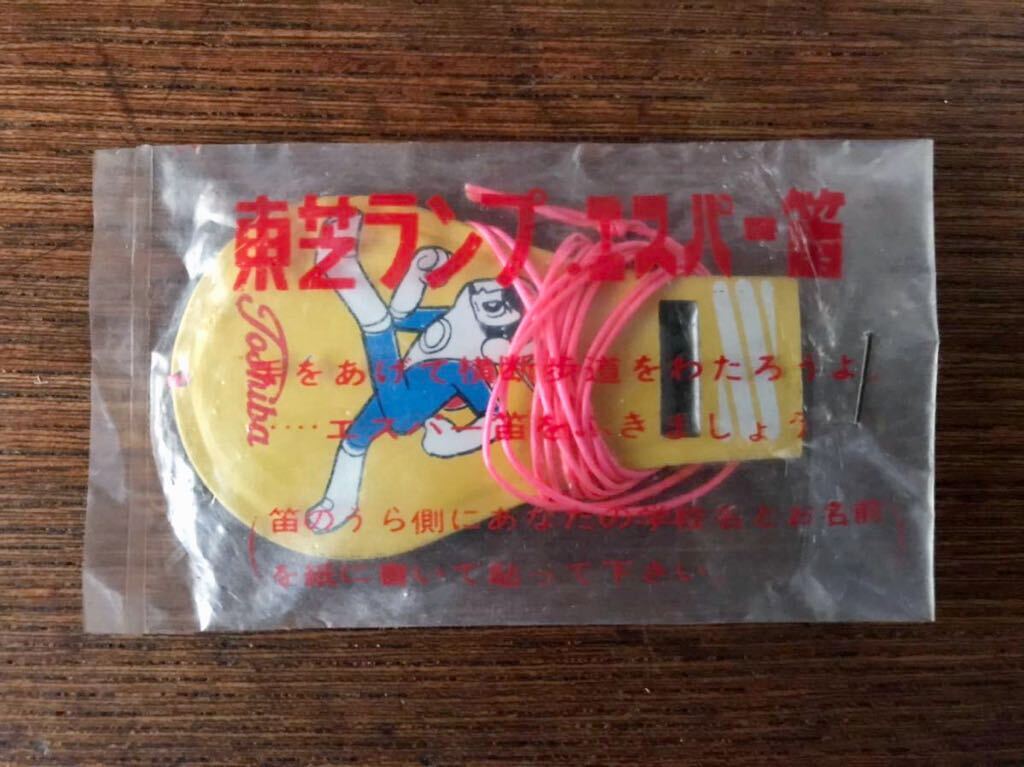 東芝ランプ.エスパー笛
Toshiba
手をあげて横断歩道をわたろうよ。
.....エスパー笛をふきましょう
(笛のうら側にあなたの学校名とお名前
を紙に書いて貼って下さい。)